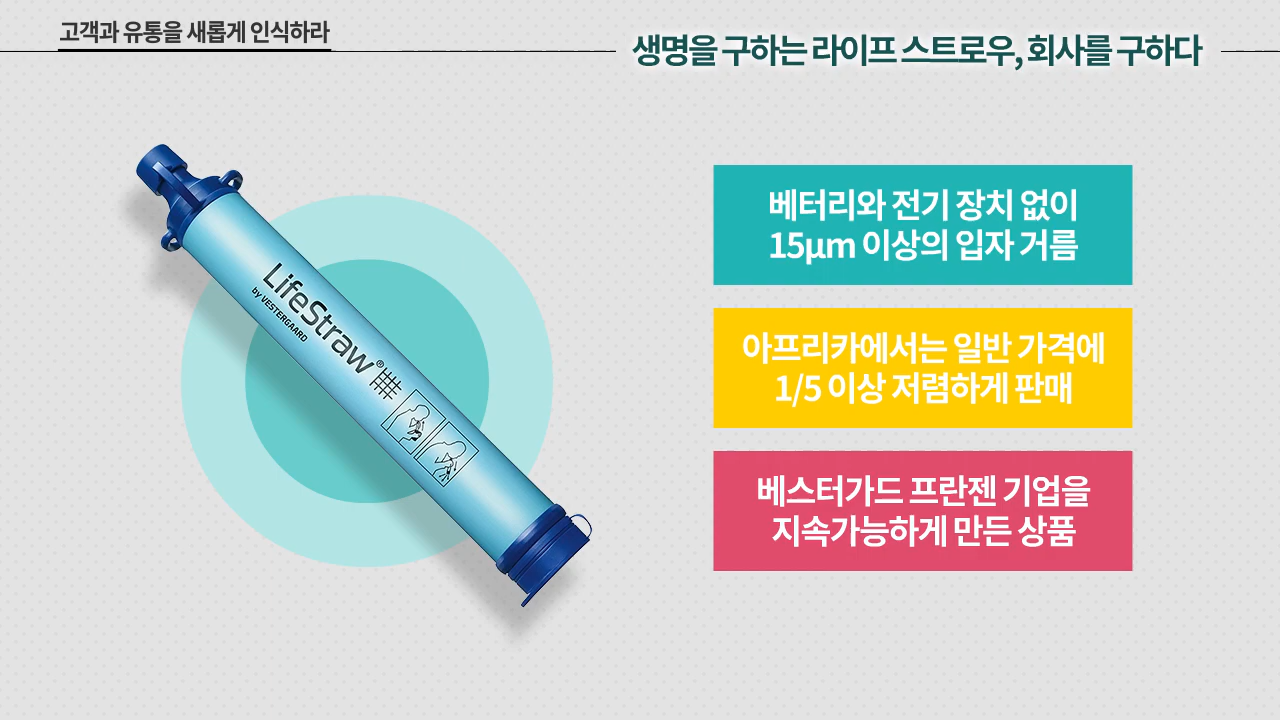 고객과 유통을 새롭게 인식하라
생명을 구하는 라이프 스트로우, 회사를 구하다
LifeStraw®
by VESTERGAARD
베터리와 전기 장치 없이
15µm 이상의 입자 거름
아프리카에서는 일반 가격에
1/5 이상 저렴하게 판매
베스터가드 프란젠 기업을
지속가능하게 만든 상품